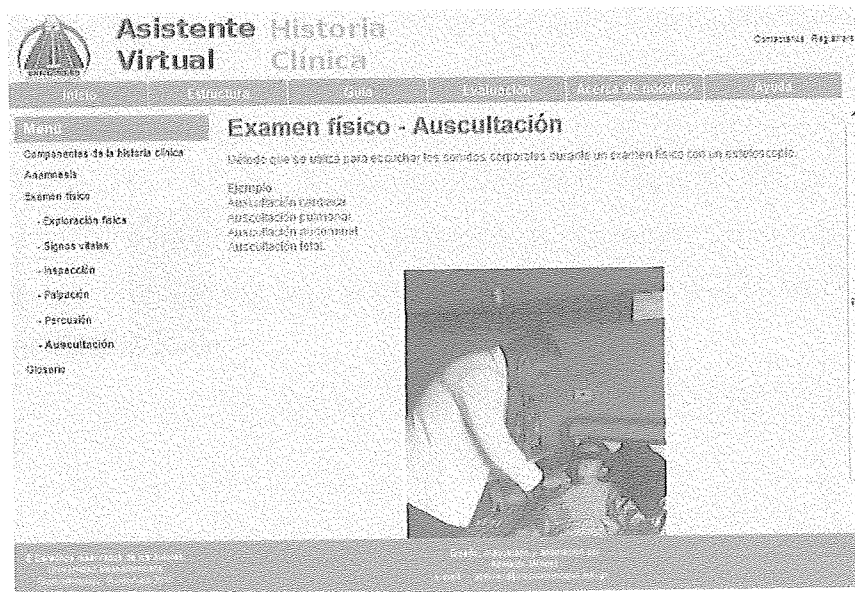 Asistente Historia
Virtual Clínica
Inicio Estructura Guía Evaluación Acerca de nosotros Ayuda
Menú
Componentes de la historia clínica
Anamnesis
Examen físico
- Exploración física
- Signos vitales
- Inspección
- Palpación
- Percusión
- Auscultación
Glosario
Examen físico - Auscultación
Método que se utiliza para escuchar los sonidos corporales durante un examen físico con un estetoscopio.
Ejemplo
Auscultación cardiaca
Auscultación pulmonar
Auscultación abdominal
Auscultación fetal